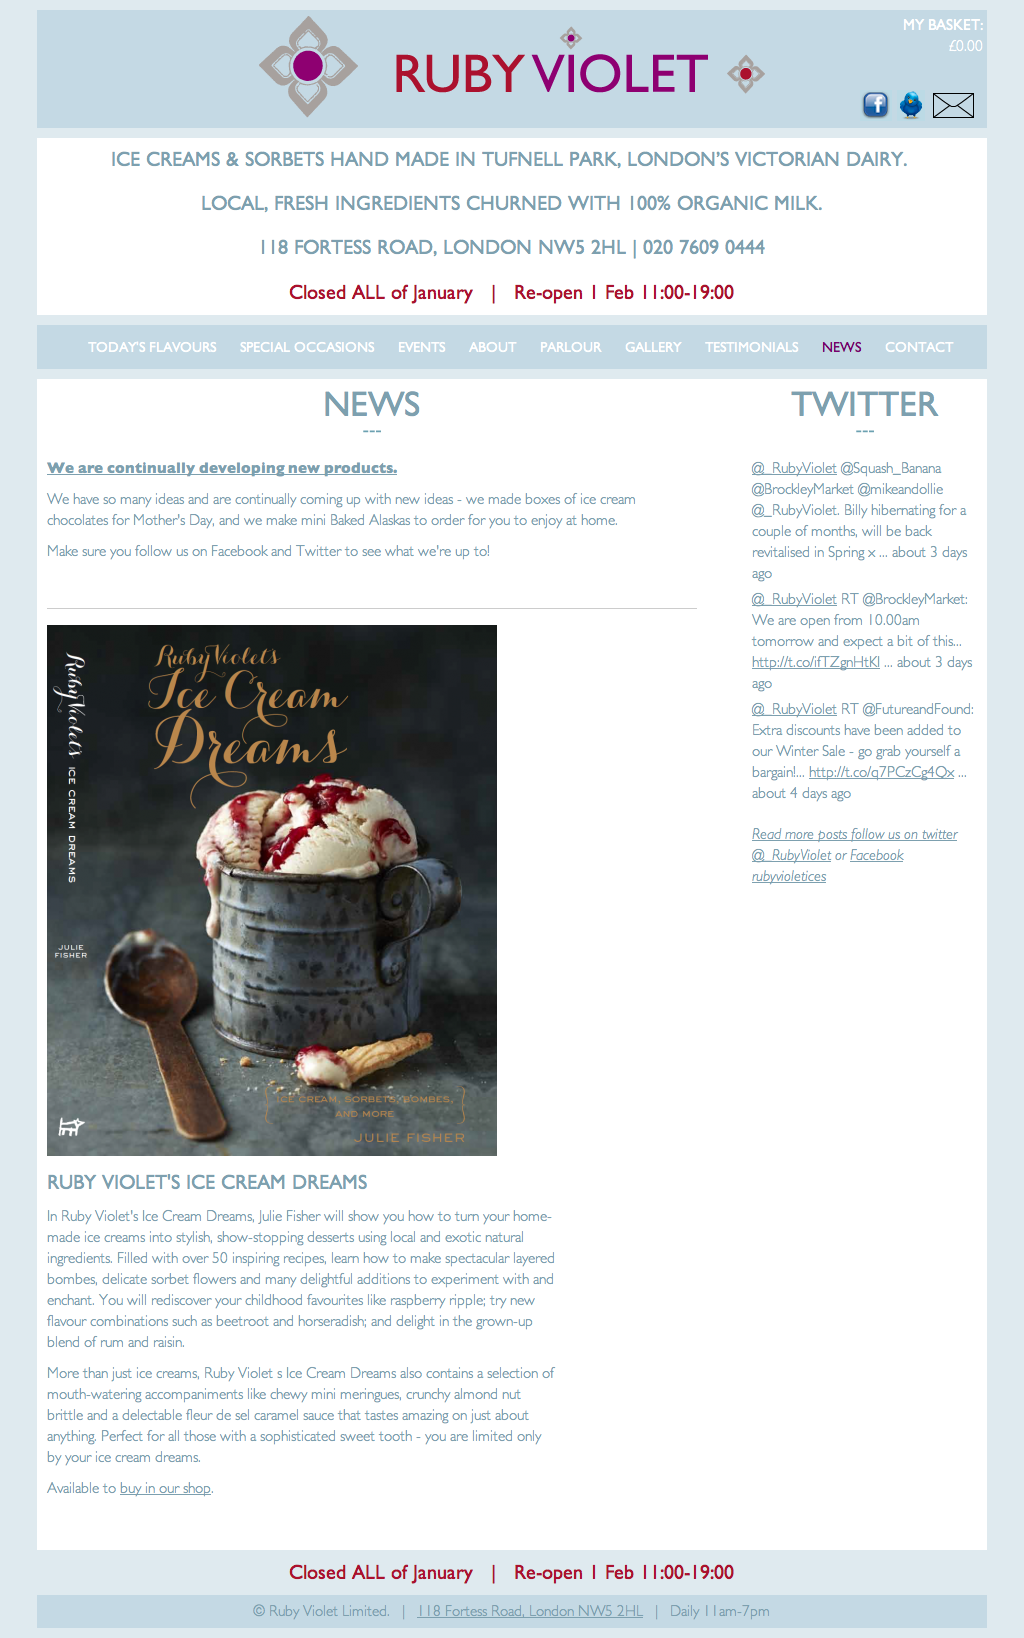 MY BASKET:
£0.00
RUBY VIOLET
ICE CREAMS & SORBETS HAND MADE IN TUFNELL PARK, LONDON’S VICTORIAN DAIRY.
LOCAL, FRESH INGREDIENTS CHURNED WITH 100% ORGANIC MILK.
118 FORTESS ROAD, LONDON NW5 2HL | 020 7609 0444
Closed ALL of January | Re-open 1 Feb 11:00-19:00
TODAY'S FLAVOURS SPECIAL OCCASIONS EVENTS ABOUT PARLOUR GALLERY TESTIMONIALS NEWS CONTACT
NEWS
---
We are continually developing new products.
We have so many ideas and are continually coming up with new ideas - we made boxes of ice cream
chocolates for Mother's Day, and we make mini Baked Alaskas to order for you to enjoy at home.
Make sure you follow us on Facebook and Twitter to see what we're up to!
Ruby Violet's ICE CREAM DREAMS
JULIE
FISHER
Ruby Violet's
Ice Cream
Dreams
ICE CREAM, SORBETS, BOMBES,
AND MORE
JULIE FISHER
RUBY VIOLET'S ICE CREAM DREAMS
In Ruby Violet's Ice Cream Dreams, Julie Fisher will show you how to turn your home-
made ice creams into stylish, show-stopping desserts using local and exotic natural
ingredients. Filled with over 50 inspiring recipes, learn how to make spectacular layered
bombes, delicate sorbet flowers and many delightful additions to experiment with and
enchant. You will rediscover your childhood favourites like raspberry ripple; try new
flavour combinations such as beetroot and horseradish; and delight in the grown-up
blend of rum and raisin.
More than just ice creams, Ruby Violet s Ice Cream Dreams also contains a selection of
mouth-watering accompaniments like chewy mini meringues, crunchy almond nut
brittle and a delectable fleur de sel caramel sauce that tastes amazing on just about
anything. Perfect for all those with a sophisticated sweet tooth - you are limited only
by your ice cream dreams.
Available to buy in our shop.
TWITTER
---
@_RubyViolet @Squash_Banana
@BrockleyMarket @mikeandollie
@_RubyViolet. Billy hibernating for a
couple of months, will be back
revitalised in Spring x ... about 3 days
ago
@_RubyViolet RT @BrockleyMarket:
We are open from 10.00am
tomorrow and expect a bit of this...
http://t.co/ifTZgnHtKl ... about 3 days
ago
@_RubyViolet RT @FutureandFound:
Extra discounts have been added to
our Winter Sale - go grab yourself a
bargain!... http://t.co/q7PCzCg4Qx ...
about 4 days ago
Read more posts follow us on twitter
@_RubyViolet or Facebook
rubyvioletices
Closed ALL of January | Re-open 1 Feb 11:00-19:00
© Ruby Violet Limited. | 118 Fortess Road, London NW5 2HL | Daily 11am-7pm